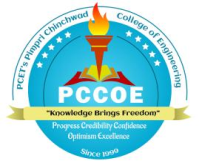 PCET's Pimpri Chinchwad College of Engineering
PCCOE
"Knowledge Brings Freedom"
Progress Credibility Confidence
Optimism Excellence
Since 1999